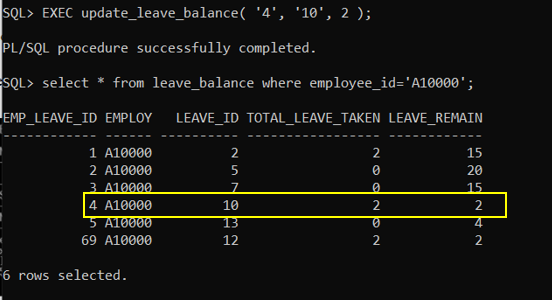 SQL> EXEC update_leave_balance( '4', '10', 2 );
PL/SQL procedure successfully completed.
SQL> select * from leave_balance where employee_id='A10000';
EMP_LEAVE_ID EMPLOY   LEAVE_ID TOTAL_LEAVE_TAKEN LEAVE_REMAIN
------------ ------ ---------- ----------------- ------------
           1 A10000          2                 2           15
           2 A10000          5                 0           20
           3 A10000          7                 0           15
           4 A10000         10                 2            2
           5 A10000         13                 0            4
          69 A10000         12                 2            2
6 rows selected.